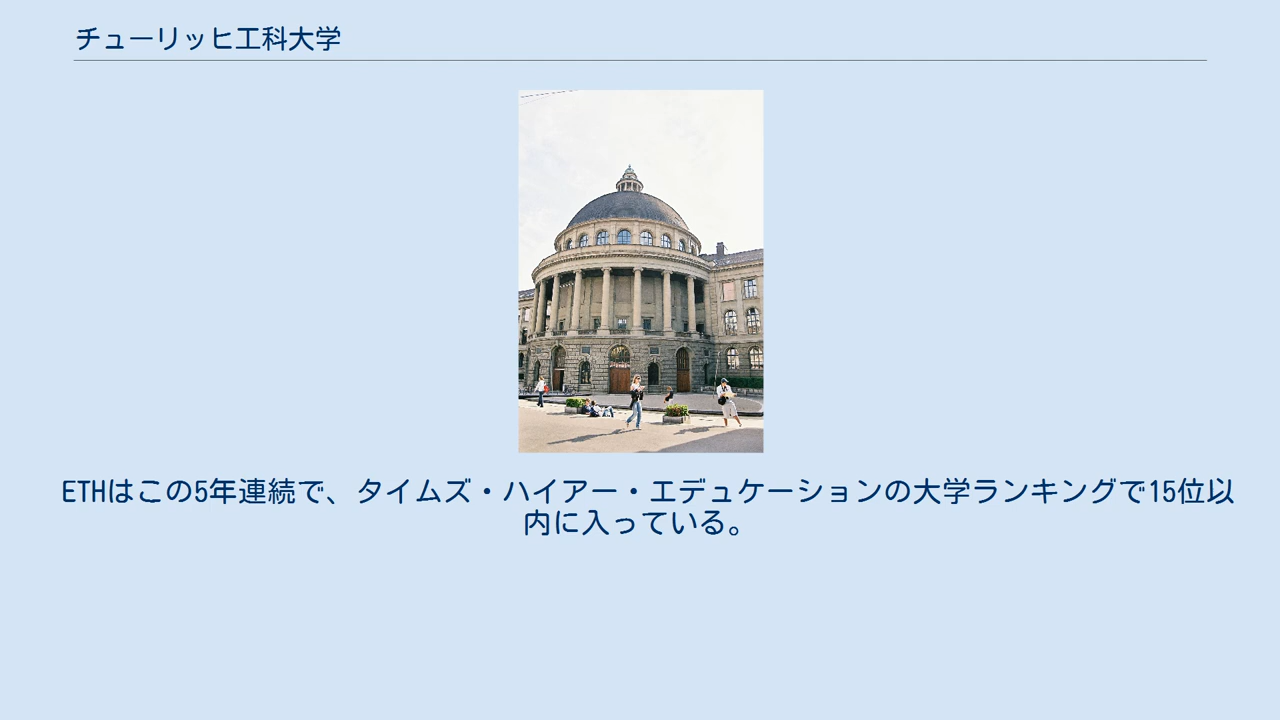 チューリッヒ工科大学
ETHはこの5年連続で、タイムズ・ハイアー・エデュケーションの大学ランキングで15位以
内に入っている。